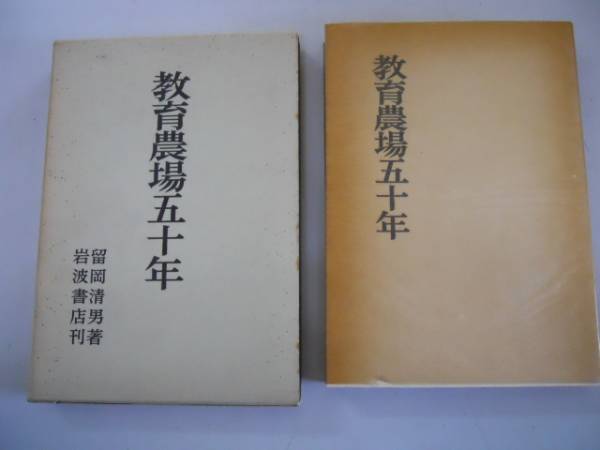 教育農場五十年
留岡清男著
岩波書店刊
教育農場五十年